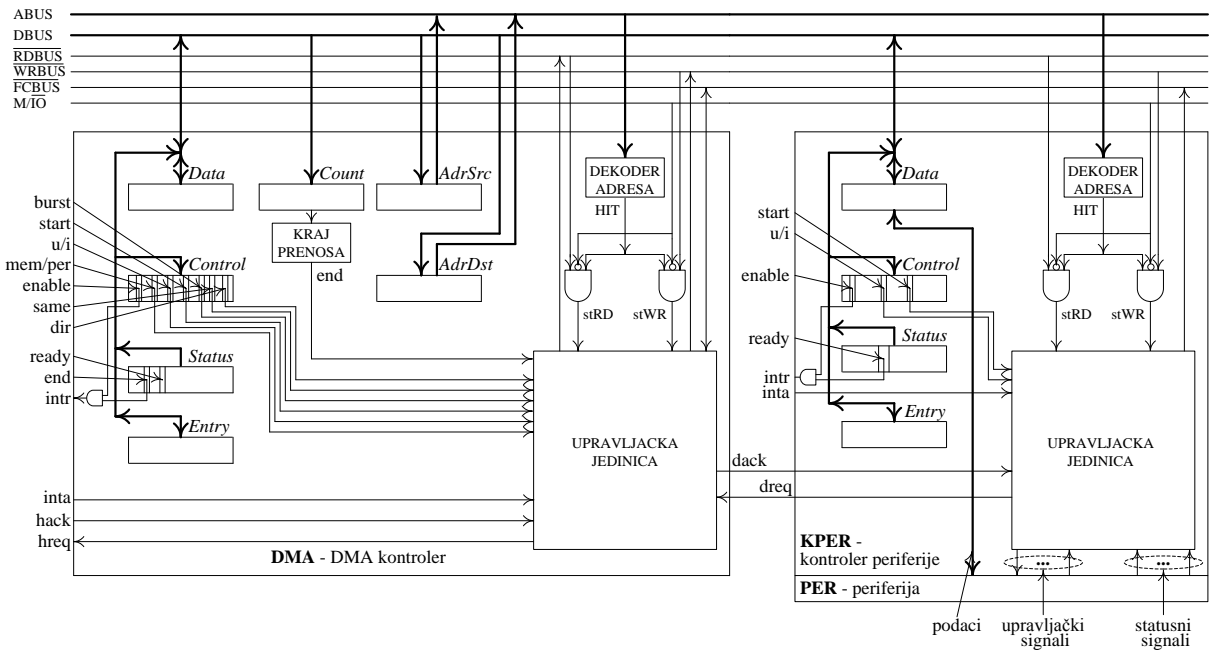 ABUS
DBUS
RDBUS
WRBUS
FCBUS
M/IO
Data
Count
AdrSrc
DEKODER
ADRESA
HIT
KRAJ
PRENOSA
end
AdrDst
burst
start
u/i
mem/per
enable
same
dir
Control
stRD
stWR
ready
end
intr
Status
Entry
UPRAVLJACKA
JEDINICA
inta
hack
hreq
DMA - DMA kontroler
dack
dreq
Data
DEKODER
ADRESA
HIT
start
u/i
enable
Control
stRD
stWR
ready
Status
intr
inta
Entry
UPRAVLJACKA
JEDINICA
KPER -
kontroler periferije
PER - periferija
podaci
upravljački
signali
statusni
signali